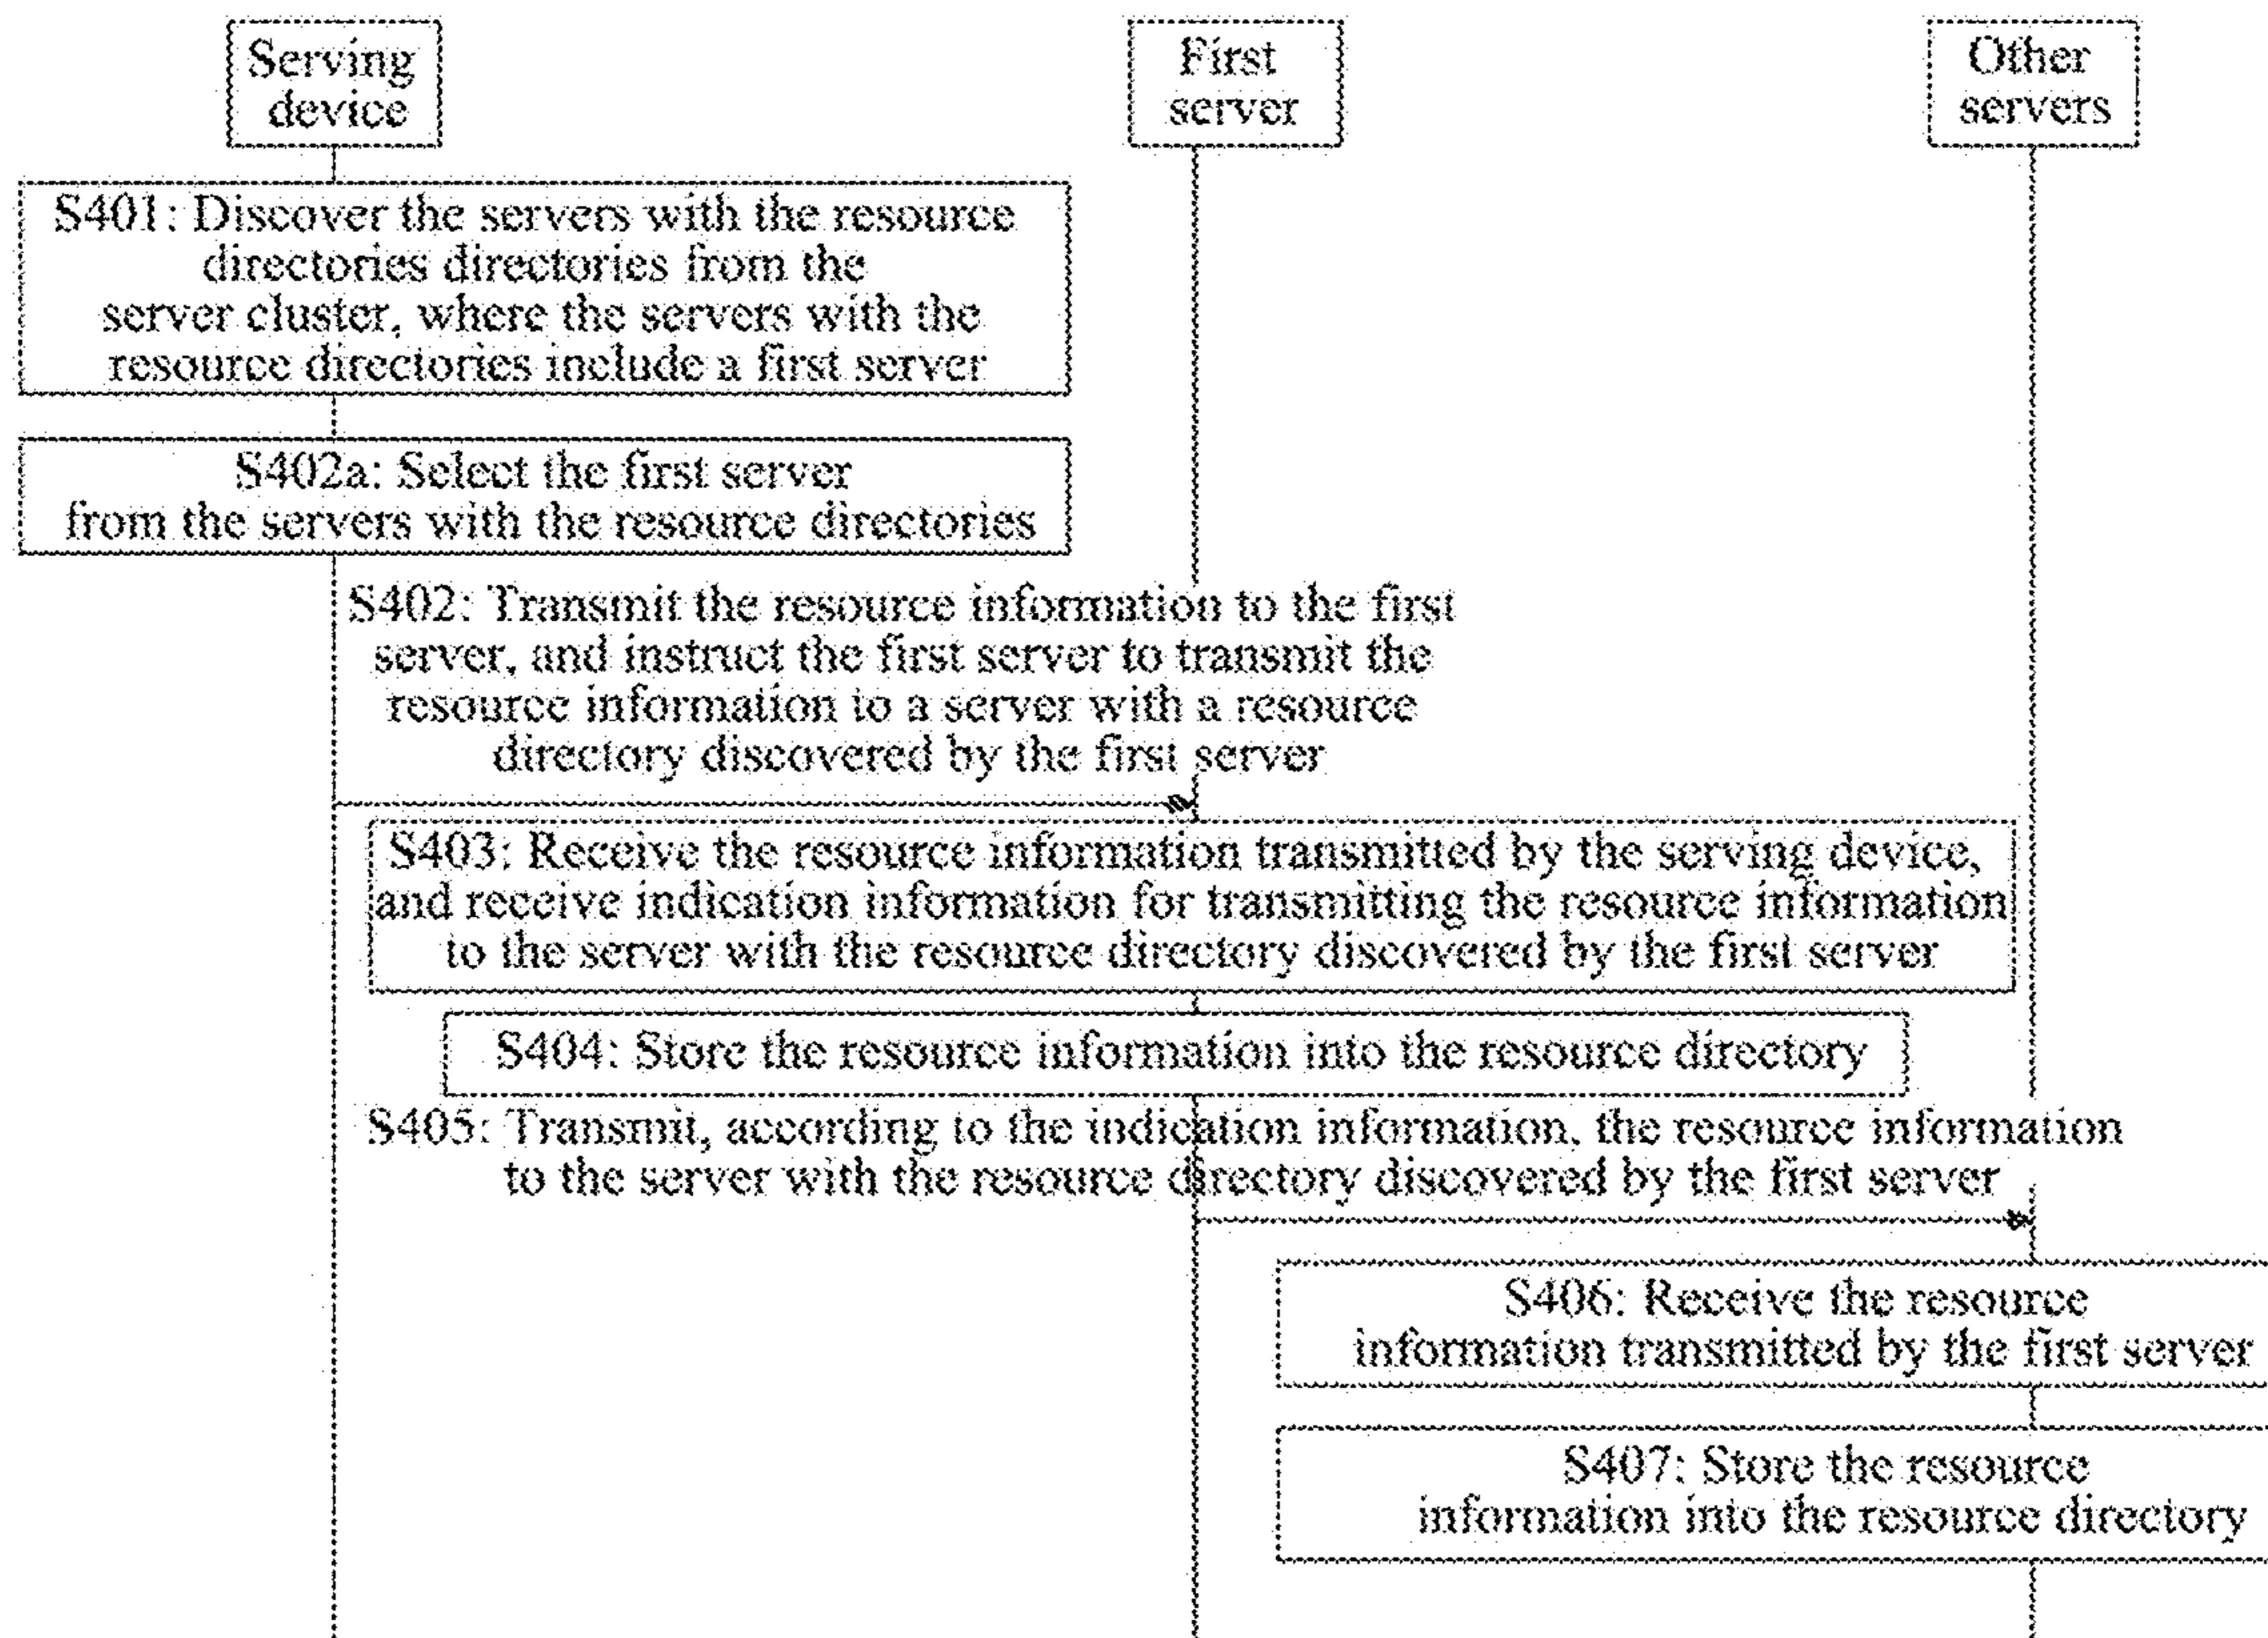 Serving
device
First
server
Other
servers
S401: Discover the servers with the resource
directories directories from the
server cluster, where the servers with the
resource directories include a first server
S402a: Select the first server
from the servers with the resource directories
S402: Transmit the resource information to the first
server, and instruct the first server to transmit the
resource information to a server with a resource
directory discovered by the first server
S403: Receive the resource information transmitted by the serving device,
and receive indication information for transmitting the resource information
to the server with the resource directory discovered by the first server
S404: Store the resource information into the resource directory
S405: Transmit, according to the indication information, the resource information
to the server with the resource directory discovered by the first server
S406: Receive the resource
information transmitted by the first server
S407: Store the resource
information into the resource directory